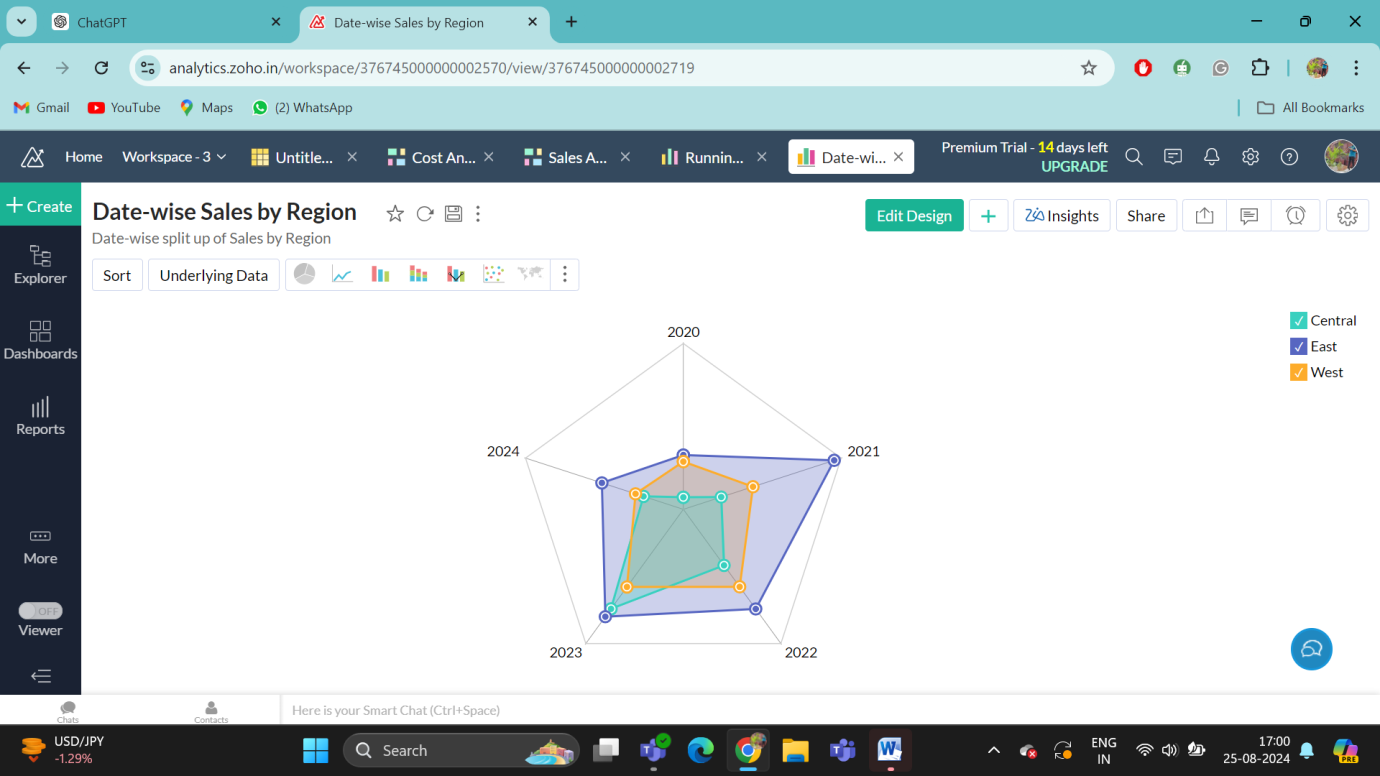 ChatGPT
Date-wise Sales by Region
analytics.zoho.in/workspace/376745000000002570/view/376745000000002719
Gmail
YouTube
Maps
(2) WhatsApp
All Bookmarks
Home
Workspace - 3
Untitle...
Cost An...
Sales A...
Runnin...
Date-wi...
Premium Trial - 14 days left
UPGRADE
Create
Date-wise Sales by Region
Date-wise split up of Sales by Region
Edit Design
Insights
Share
Explorer
Sort
Underlying Data
Dashboards
Reports
More
OFF
Viewer
2020
2021
2022
2023
2024
Central
East
West
Chats
Contacts
Here is your Smart Chat (Ctrl+Space)
USD/JPY
-1.29%
Search
ENG
IN
17:00
25-08-2024
PRE